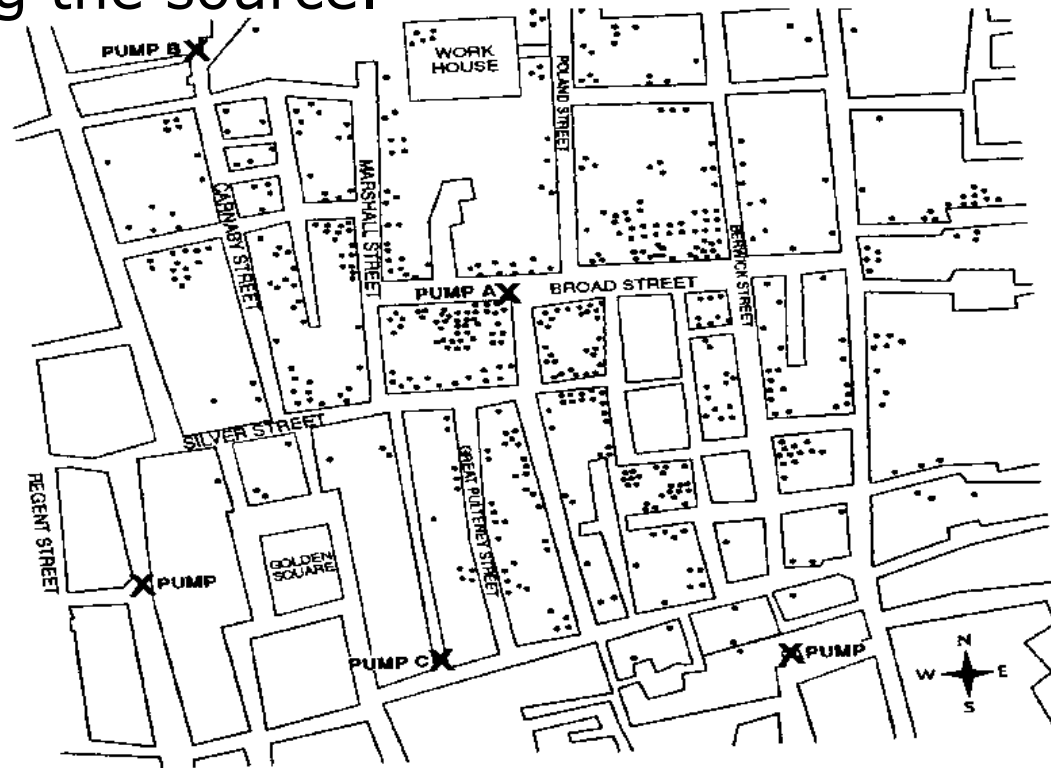 g the source.
PUMP B
WORK
HOUSE
POLAND STREET
MARSHALL STREET
CARNABY STREET
BERWICK STREET
PUMP A
BROAD STREET
SILVER STREET
GREAT PULTENEY STREET
REGENT STREET
GOLDEN
SQUARE
PUMP
PUMP C
PUMP
N
W
E
S